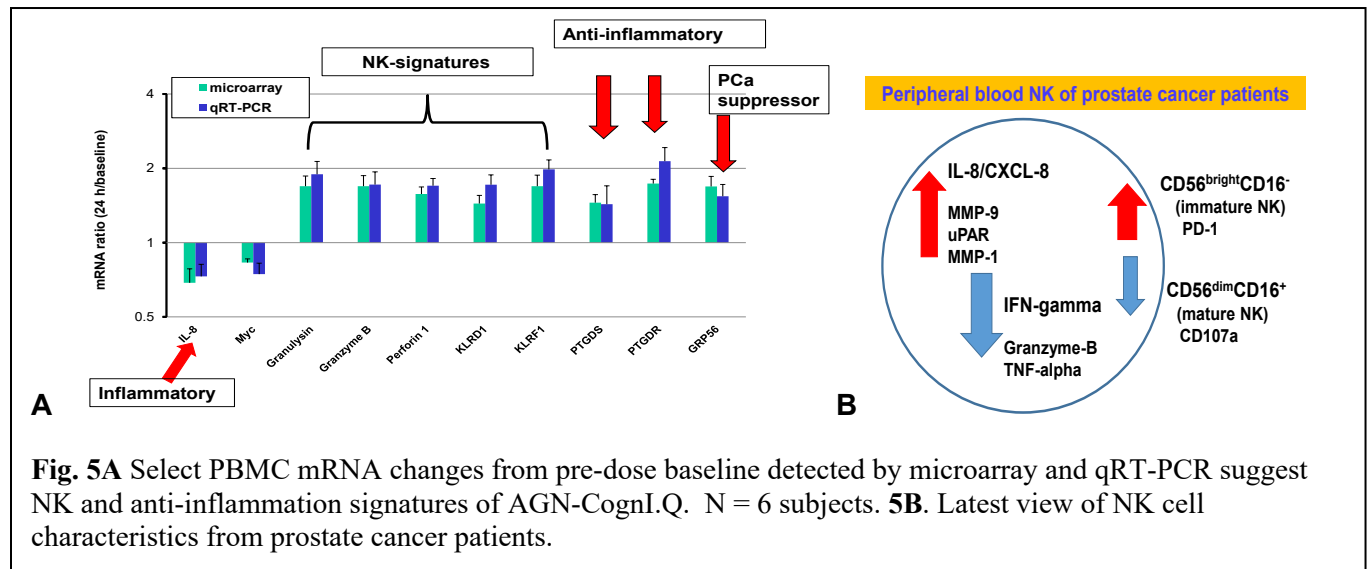 Anti-inflammatory
NK-signatures
PCa
suppressor
microarray
qRT-PCR
mRNA ratio (24 h/baseline)
4
2
1
0.5
IL-8
Myc
Granulysin
Granzyme B
Perforin 1
KLRD1
KLRF1
PTGDS
PTGDR
GRP56
Inflammatory
A
Peripheral blood NK of prostate cancer patients
IL-8/CXCL-8
MMP-9
uPAR
MMP-1
IFN-gamma
Granzyme-B
TNF-alpha
CD56brightCD16-
(immature NK)
PD-1
CD56dimCD16+
(mature NK)
CD107a
B
Fig. 5A Select PBMC mRNA changes from pre-dose baseline detected by microarray and qRT-PCR suggest
NK and anti-inflammation signatures of AGN-CognI.Q. N = 6 subjects. 5B. Latest view of NK cell
characteristics from prostate cancer patients.